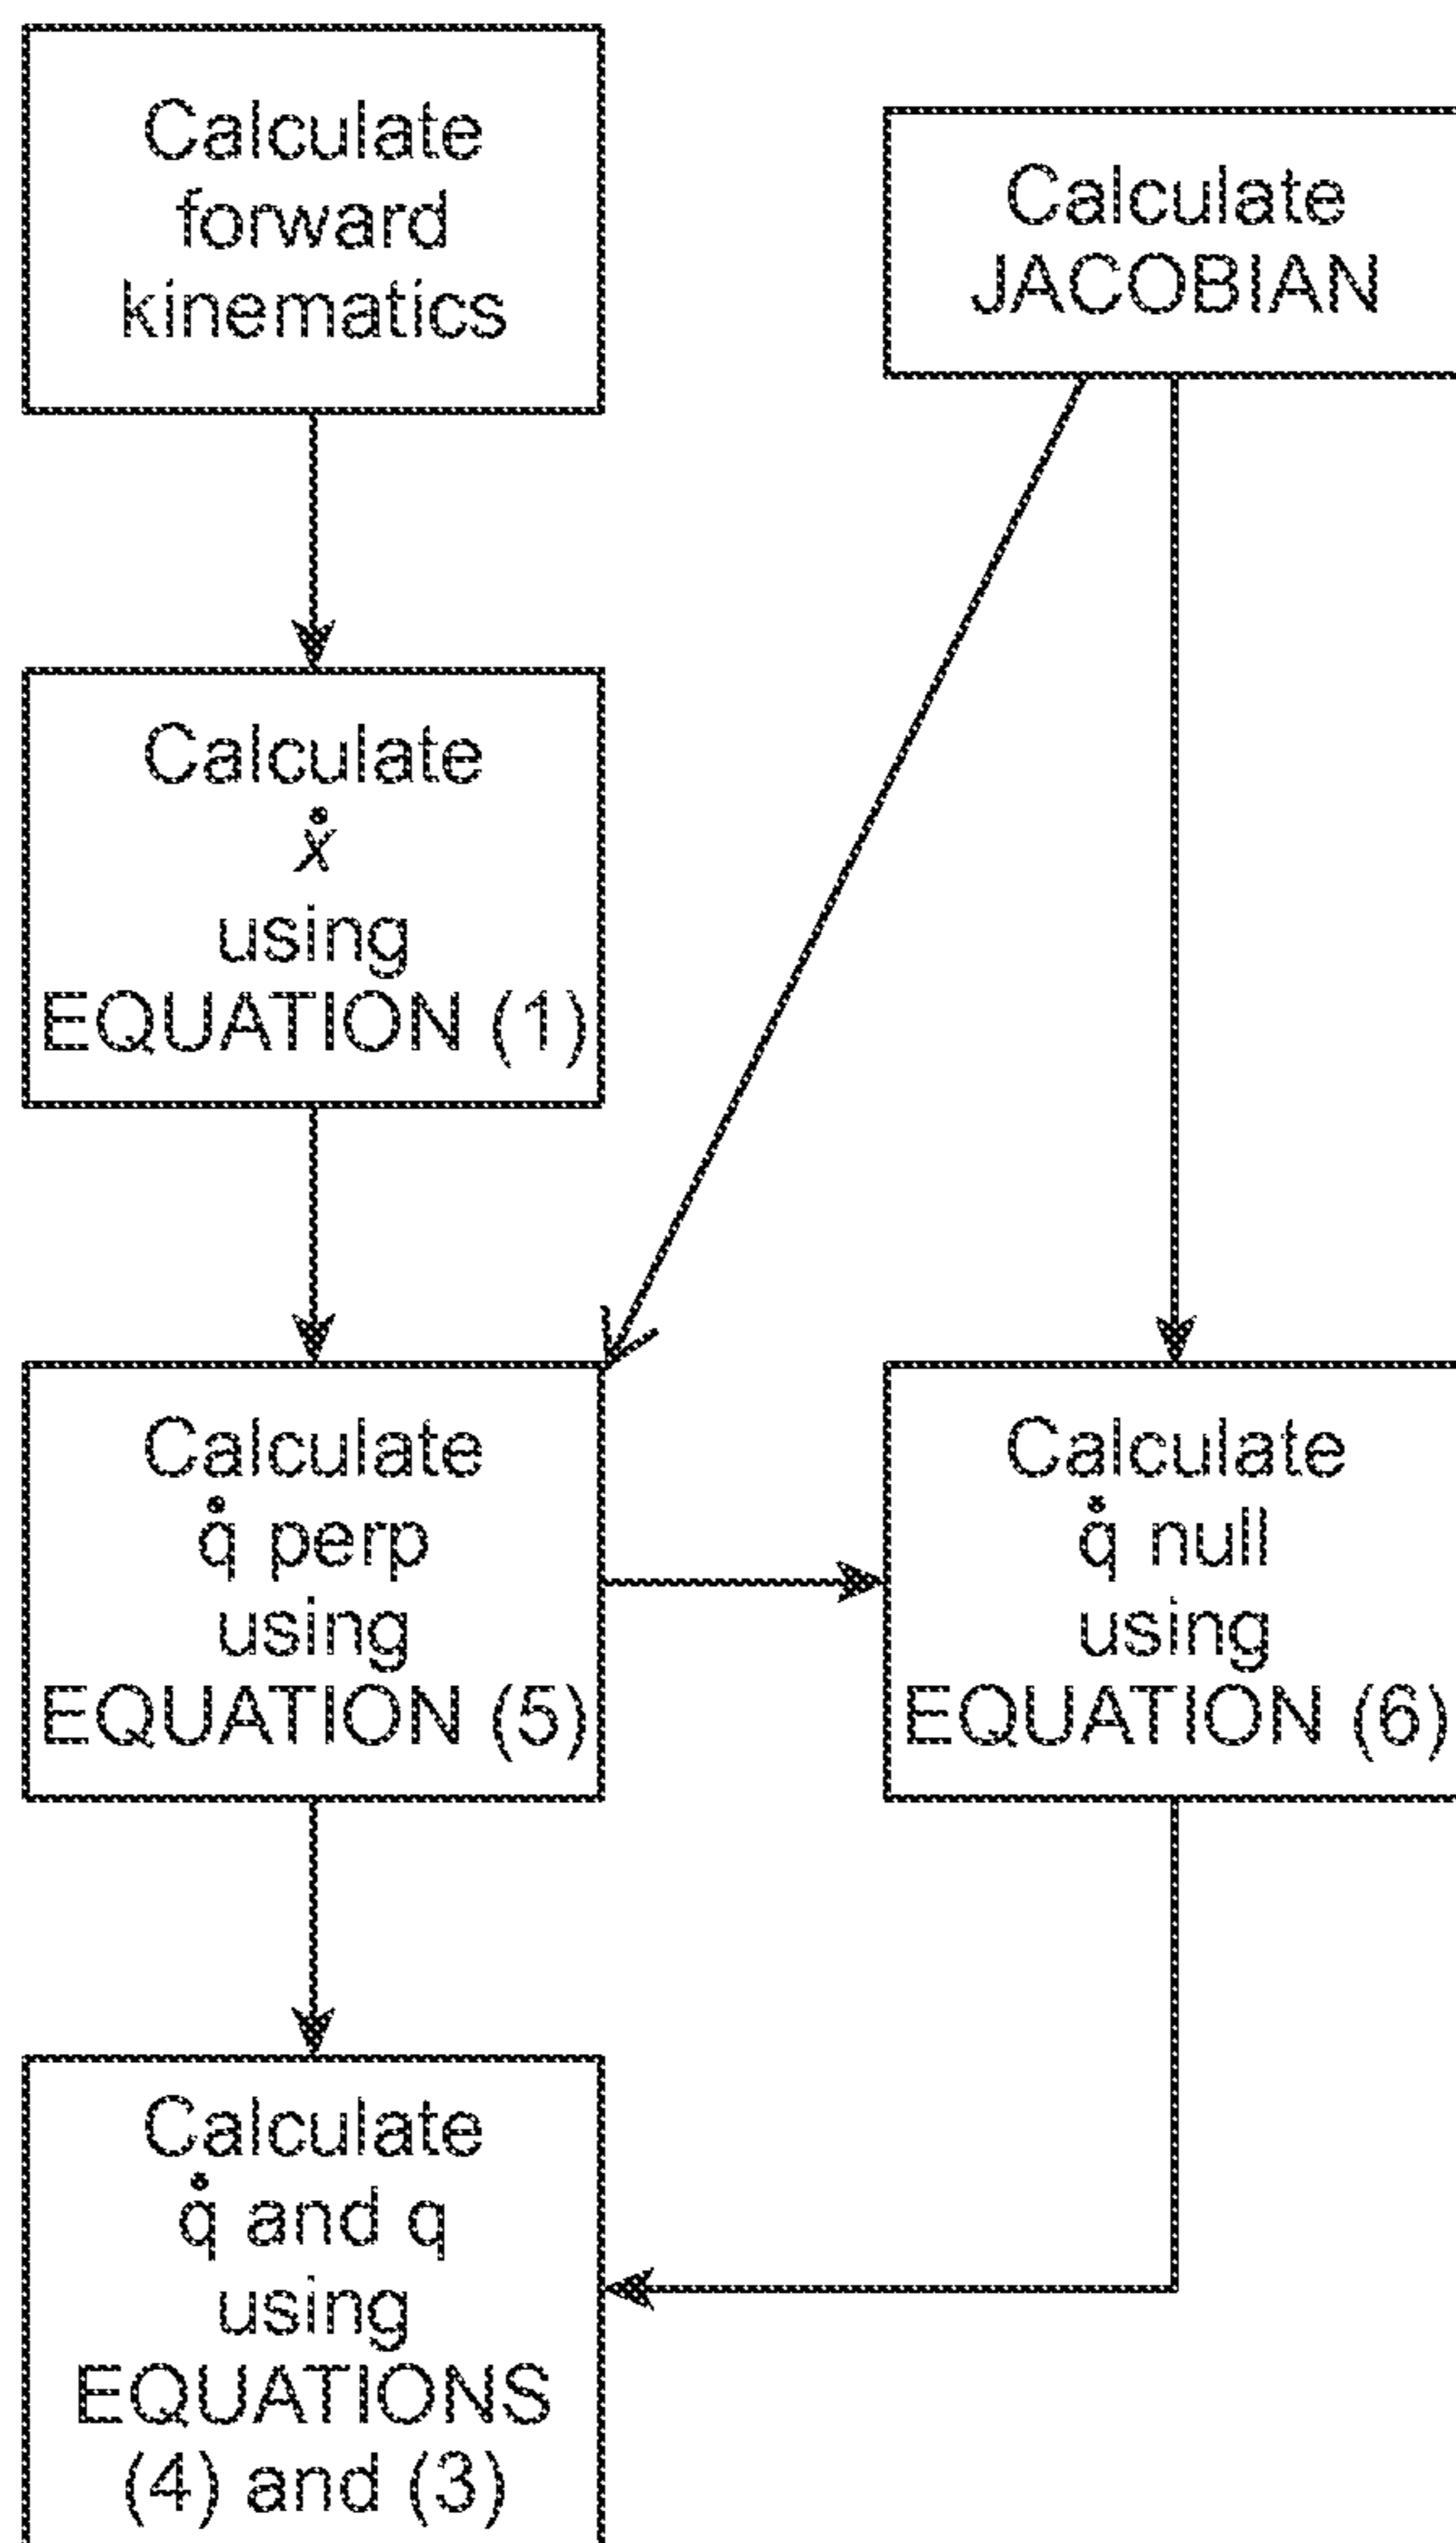 Calculate
forward
kinematics
Calculate
JACOBIAN
Calculate
ẋ
using
EQUATION (1)
Calculate
q̇ perp
using
EQUATION (5)
Calculate
q̇ null
using
EQUATION (6)
Calculate
q̇ and q
using
EQUATIONS
(4) and (3)